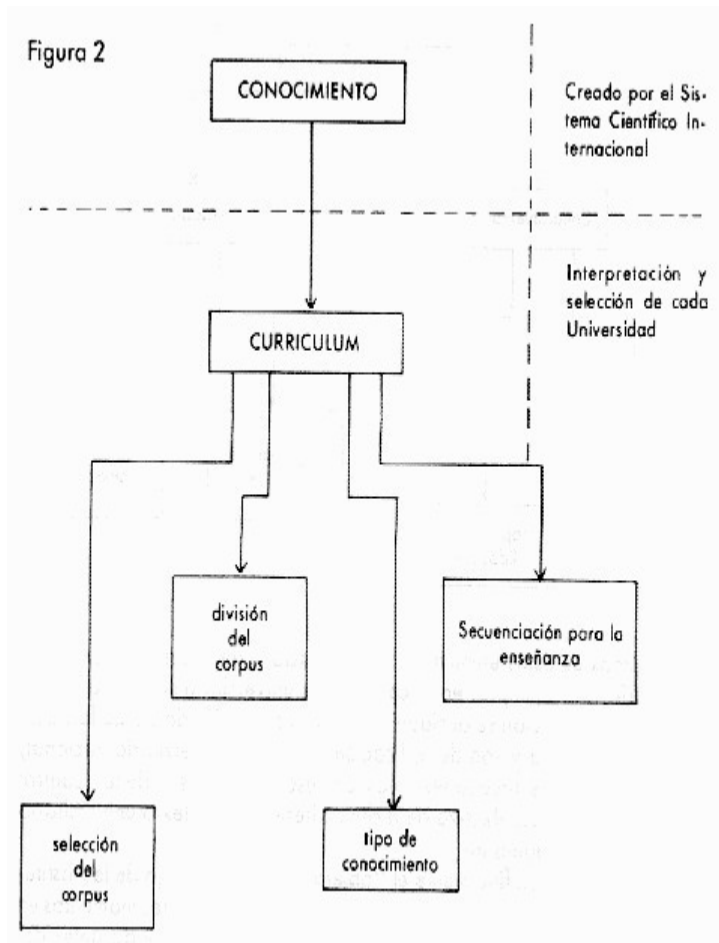 Figura 2
CONOCIMIENTO
Creado por el Sis-
tema Científico In-
ternacional
Interpretación y
selección de cada
Universidad
CURRICULUM
división
del
corpus
Secuenciación para la
enseñanza
selección
del
corpus
tipo de
conocimiento